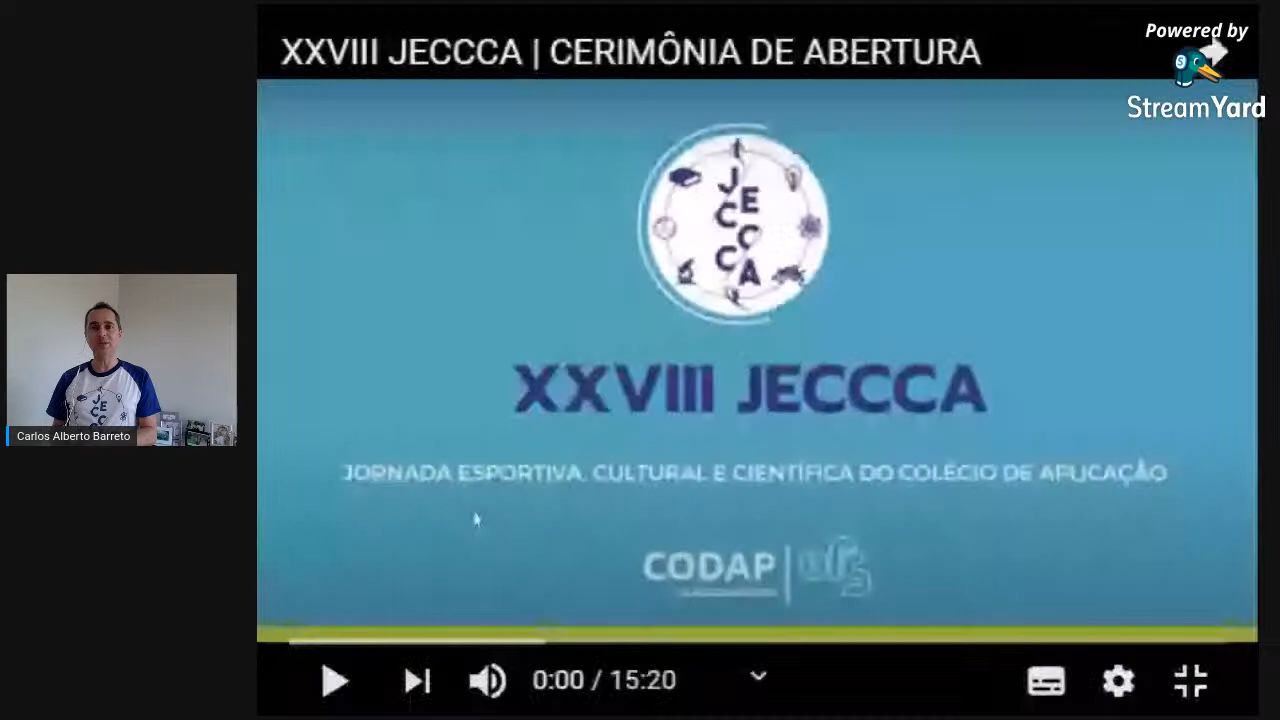 XXVIII JECCCA | CERIMÔNIA DE ABERTURA
Powered by
StreamYard
JECCCA
XXVIII JECCCA
JORNADA ESPORTIVA, CULTURAL E CIENTÍFICA DO COLÉGIO DE APLICAÇÃO
CODAP | ufs
Carlos Alberto Barreto
0:00 / 15:20